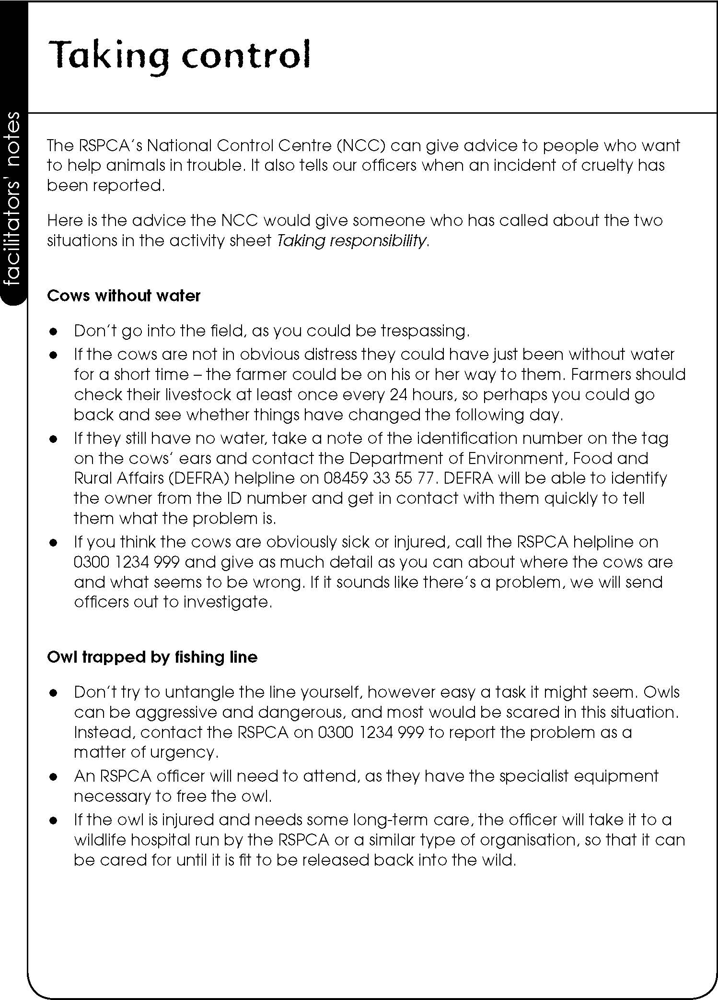 Taking control
facilitators' notes
The RSPCA's National Control Centre (NCC) can give advice to people who want
to help animals in trouble. It also tells our officers when an incident of cruelty has
been reported.
Here is the advice the NCC would give someone who has called about the two
situations in the activity sheet Taking responsibility.
Cows without water
● Don't go into the field, as you could be trespassing.
● If the cows are not in obvious distress they could have just been without water
for a short time – the farmer could be on his or her way to them. Farmers should
check their livestock at least once every 24 hours, so perhaps you could go
back and see whether things have changed the following day.
● If they still have no water, take a note of the identification number on the tag
on the cows' ears and contact the Department of Environment, Food and
Rural Affairs (DEFRA) helpline on 08459 33 55 77. DEFRA will be able to identify
the owner from the ID number and get in contact with them quickly to tell
them what the problem is.
● If you think the cows are obviously sick or injured, call the RSPCA helpline on
0300 1234 999 and give as much detail as you can about where the cows are
and what seems to be wrong. If it sounds like there's a problem, we will send
officers out to investigate.
Owl trapped by fishing line
● Don't try to untangle the line yourself, however easy a task it might seem. Owls
can be aggressive and dangerous, and most would be scared in this situation.
Instead, contact the RSPCA on 0300 1234 999 to report the problem as a
matter of urgency.
● An RSPCA officer will need to attend, as they have the specialist equipment
necessary to free the owl.
● If the owl is injured and needs some long-term care, the officer will take it to a
wildlife hospital run by the RSPCA or a similar type of organisation, so that it can
be cared for until it is fit to be released back into the wild.